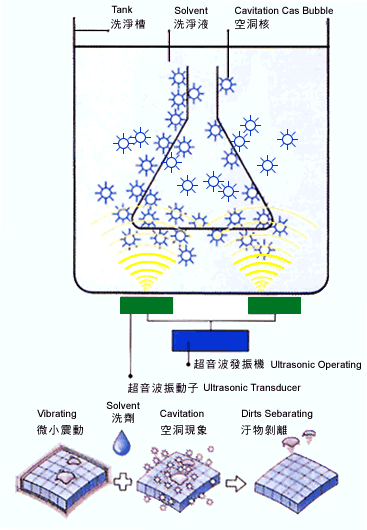 Tank
洗淨槽
Solvent
洗淨液
Cavitation Cas Bubble
空洞核
超音波發振機 Ultrasonic Operating
超音波振動子 Ultrasonic Transducer
Vibrating
微小震動
Solvent
洗劑
Cavitation
空洞現象
Dirts Sebarating
汙物剝離